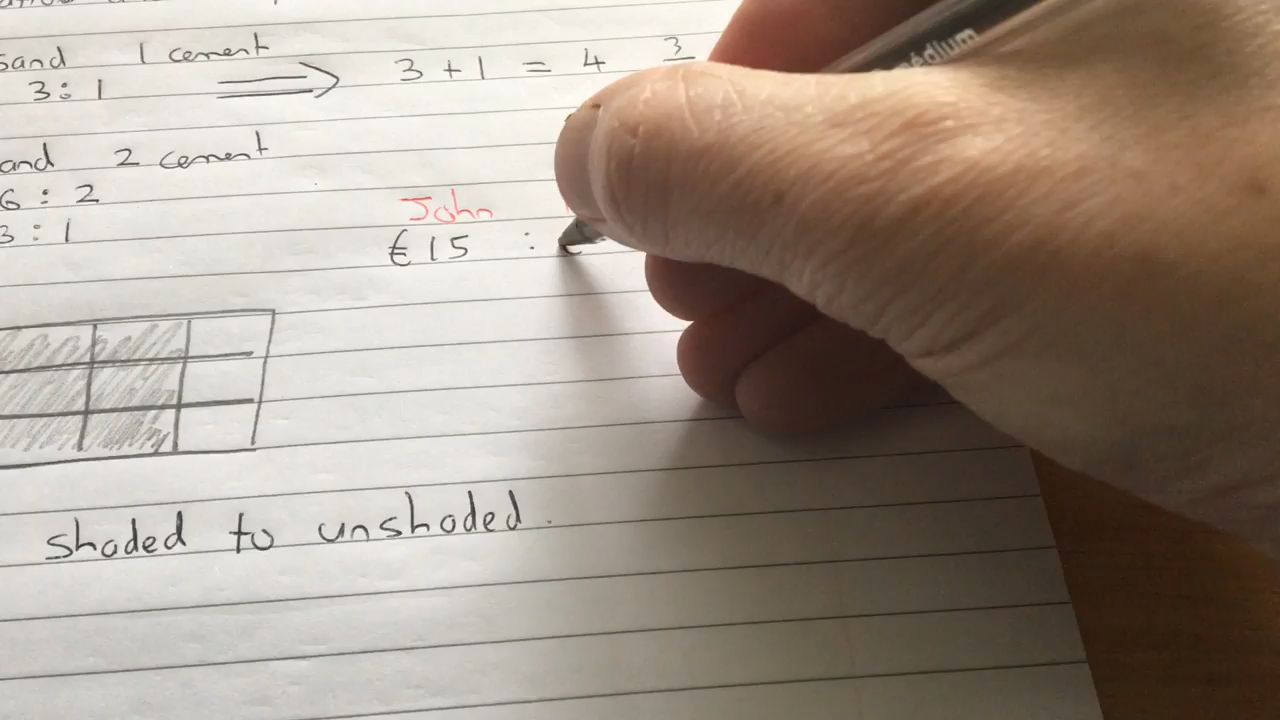 Sand 1 cement
3:1 ⟹ 3+1 = 4 3
and 2 cement
6 : 2
John
3 : 1
€15 :
shaded to unshaded.
médium